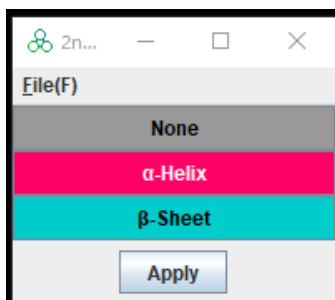 2n...
File(F)
None
α-Helix
β-Sheet
Apply